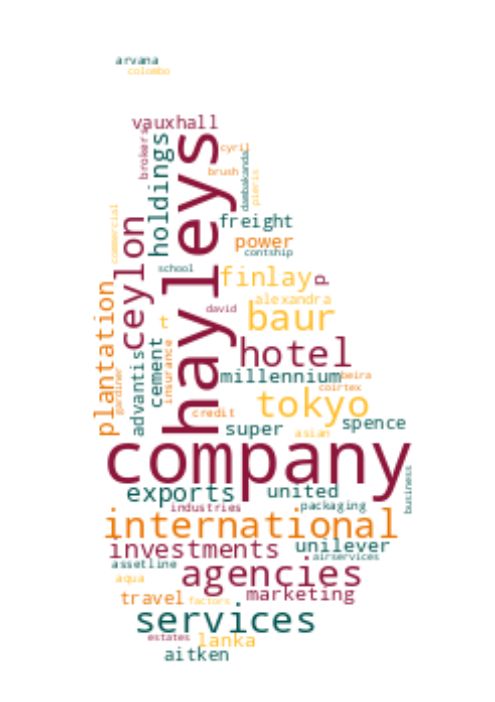 arvana
colombo
vauxhall
brokers
cyril
holdings
hayleys
brush
dambakanda
pieris
commercial
ceylon
freight
power
contship
school
finlay
p
plantation
alexandra
david
t
baur
advantis
cement
insurance
hotel
gardiner
millennium
beira
coirtex
tokyo
credit
super
asian
spence
company
business
exports
united
industries
packaging
international
investments
unilever
airservices
assetline
agencies
aqua
travel
factors
marketing
services
estates
lanka
aitken